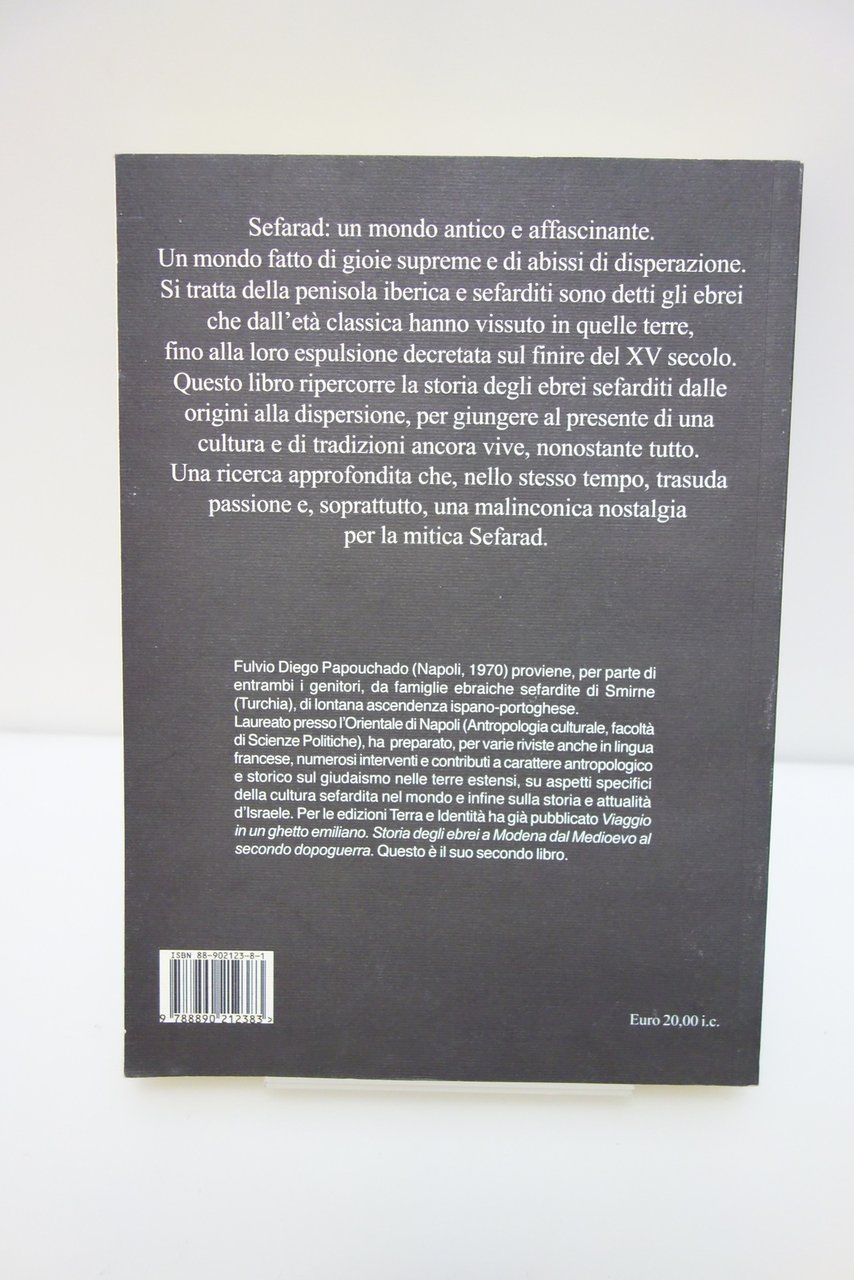 Sefarad: un mondo antico e affascinante.
Un mondo fatto di gioie supreme e di abissi di disperazione.
Si tratta della penisola iberica e sefarditi sono detti gli ebrei
che dall’età classica hanno vissuto in quelle terre,
fino alla loro espulsione decretata sul finire del XV secolo.
Questo libro ripercorre la storia degli ebrei sefarditi dalle
origini alla dispersione, per giungere al presente di una
cultura e di tradizioni ancora vive, nonostante tutto.
Una ricerca approfondita che, nello stesso tempo, trasuda
passione e, soprattutto, una malinconica nostalgia
per la mitica Sefarad.
Fulvio Diego Papouchado (Napoli, 1970) proviene, per parte di
entrambi i genitori, da famiglie ebraiche sefardite di Smirne
(Turchia), di lontana ascendenza ispano-portoghese.
Laureato presso l’Orientale di Napoli (Antropologia culturale, facoltà
di Scienze Politiche), ha preparato, per varie riviste anche in lingua
francese, numerosi interventi e contributi a carattere antropologico
e storico sul giudaismo nelle terre estensi, su aspetti specifici
della cultura sefardita nel mondo e infine sulla storia e attualità
d’Israele. Per le edizioni Terra e Identità ha già pubblicato Viaggio
in un ghetto emiliano. Storia degli ebrei a Modena dal Medioevo al
secondo dopoguerra. Questo è il suo secondo libro.
ISBN 88-902123-8-1
9 788890 212383 >
Euro 20,00 i.c.